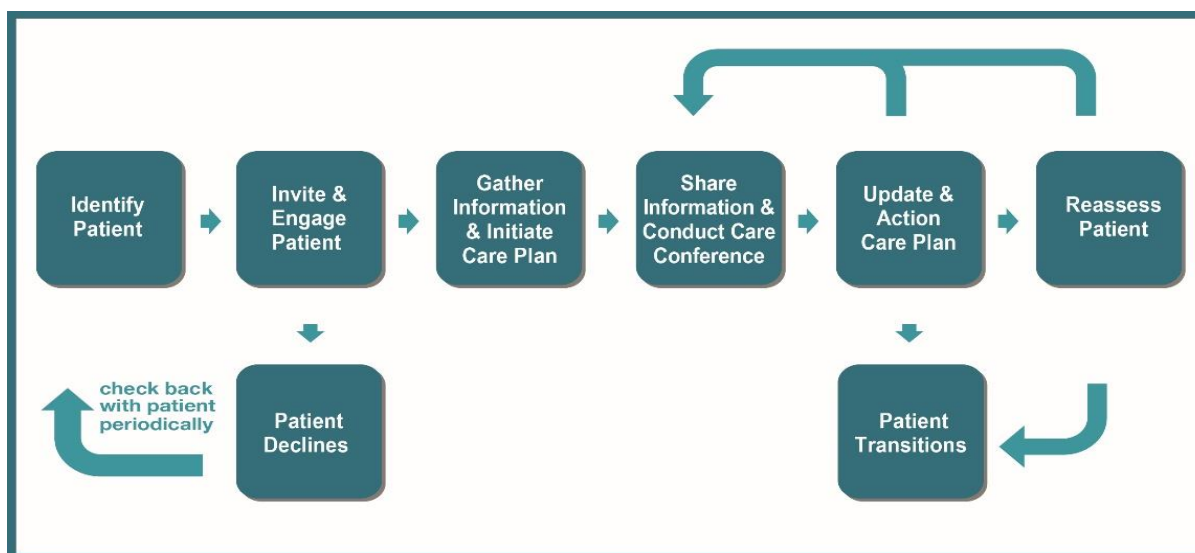 Identify
Patient
Invite &
Engage
Patient
Gather
Information
& Initiate
Care Plan
Share
Information &
Conduct Care
Conference
Update &
Action
Care Plan
Reassess
Patient
check back
with patient
periodically
Patient
Declines
Patient
Transitions